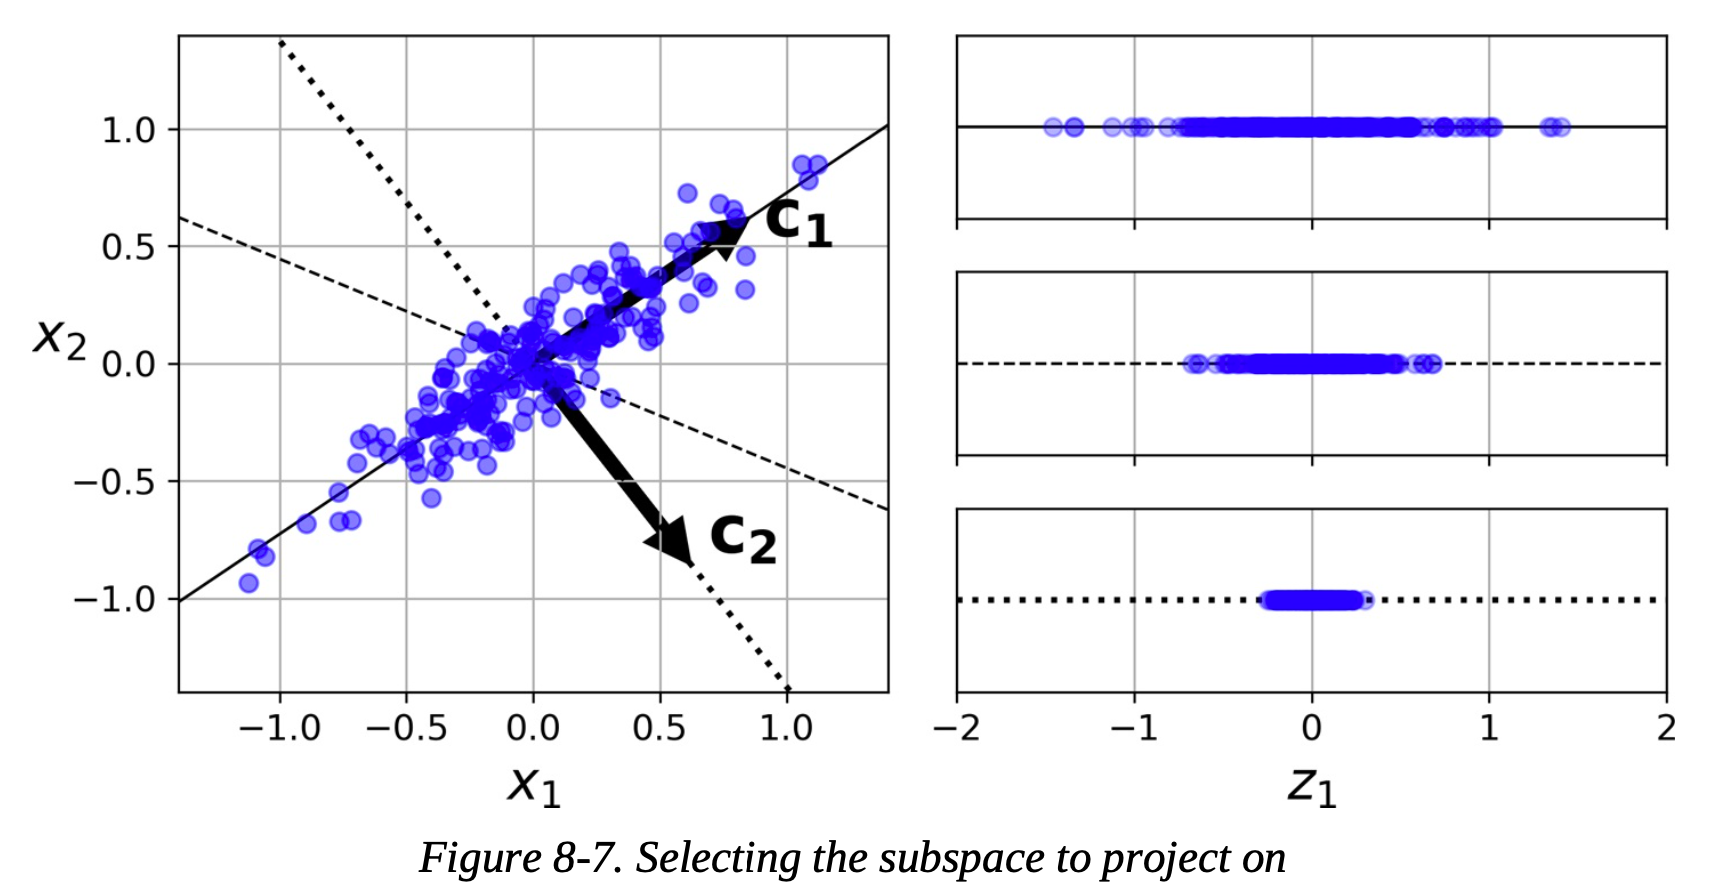 1.0
0.5
0.0
−0.5
−1.0
x₂
c₁
c₂
−1.0 −0.5 0.0 0.5 1.0
x₁
−2 −1 0 1 2
z₁
Figure 8-7. Selecting the subspace to project on